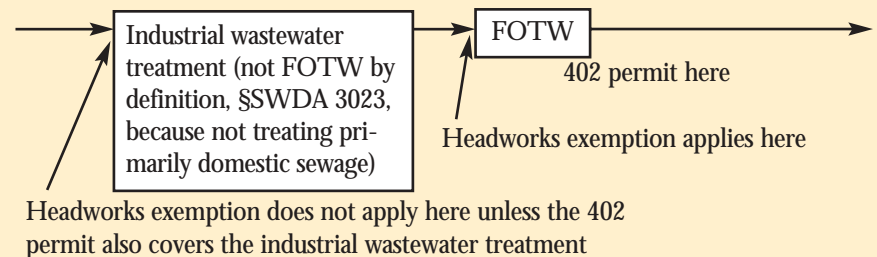 Industrial wastewater
treatment (not FOTW by
definition, §SWDA 3023,
because not treating pri-
marily domestic sewage)
FOTW
402 permit here
Headworks exemption applies here
Headworks exemption does not apply here unless the 402
permit also covers the industrial wastewater treatment